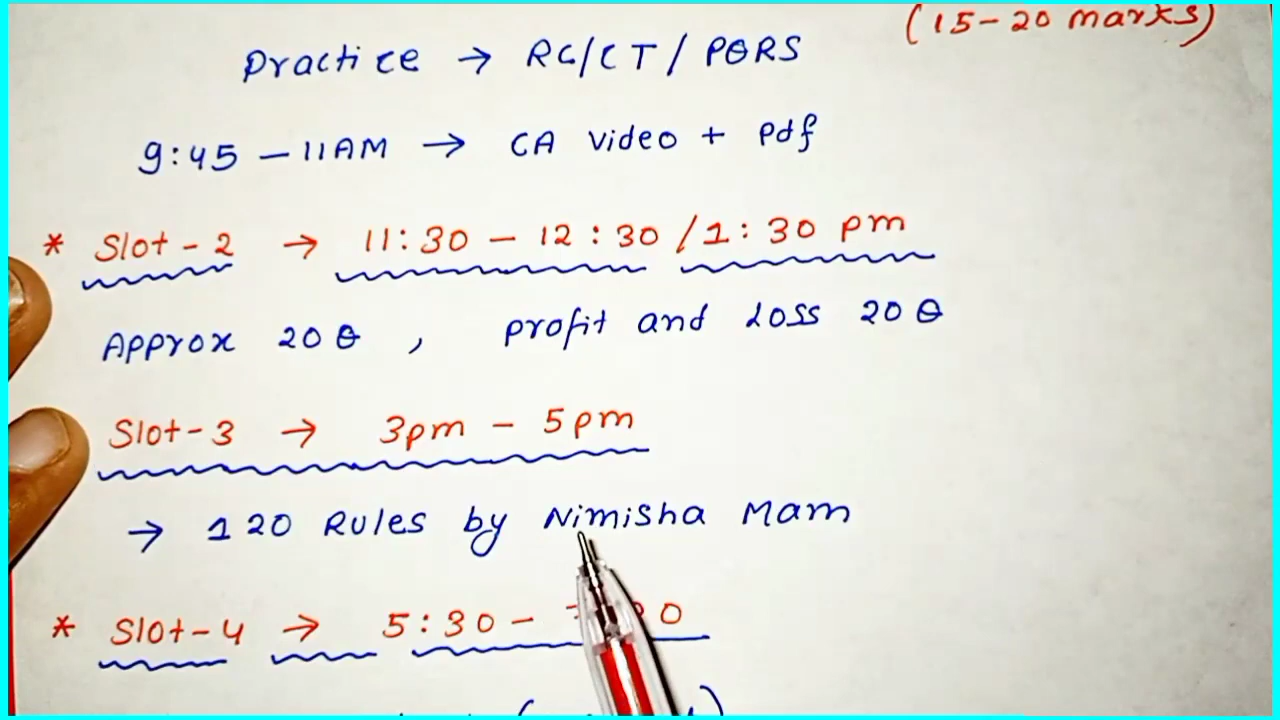 (15-20 marks)
Practice → RC/CT/PQRS
9:45 – 11AM → CA video + pdf
* Slot-2 → 11:30 – 12:30 /1:30 pm
Approx 20 Q , profit and Loss 20 Q
Slot-3 → 3pm – 5pm
→ 120 Rules by Nimisha Mam
* Slot-4 → 5:30 –